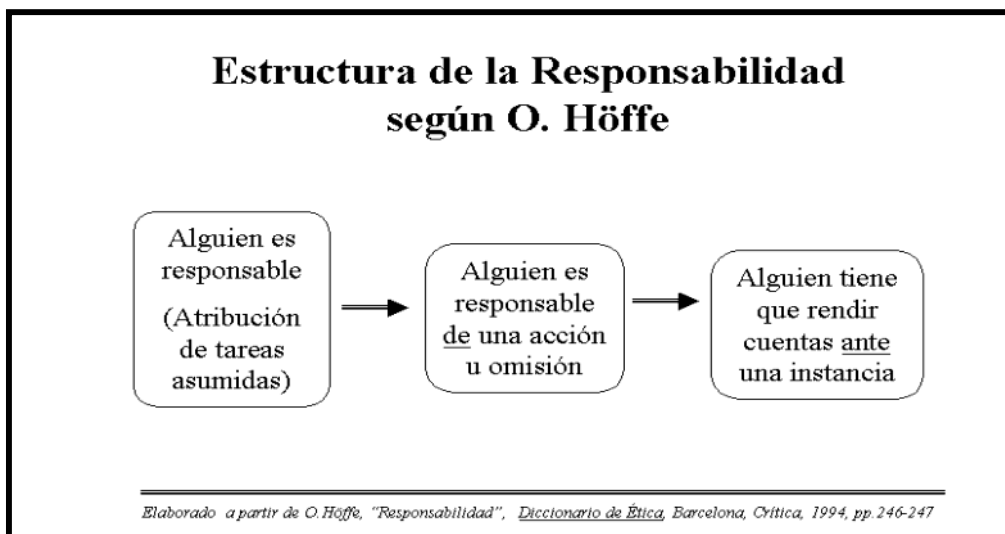 Estructura de la Responsabilidad
según O. Höffe
Alguien es
responsable
(Atribución
de tareas
asumidas)
Alguien es
responsable
de una acción
u omisión
Alguien tiene
que rendir
cuentas ante
una instancia
Elaborado a partir de O. Höffe, "Responsabilidad", Diccionario de Ética, Barcelona, Crítica, 1994, pp.246-247